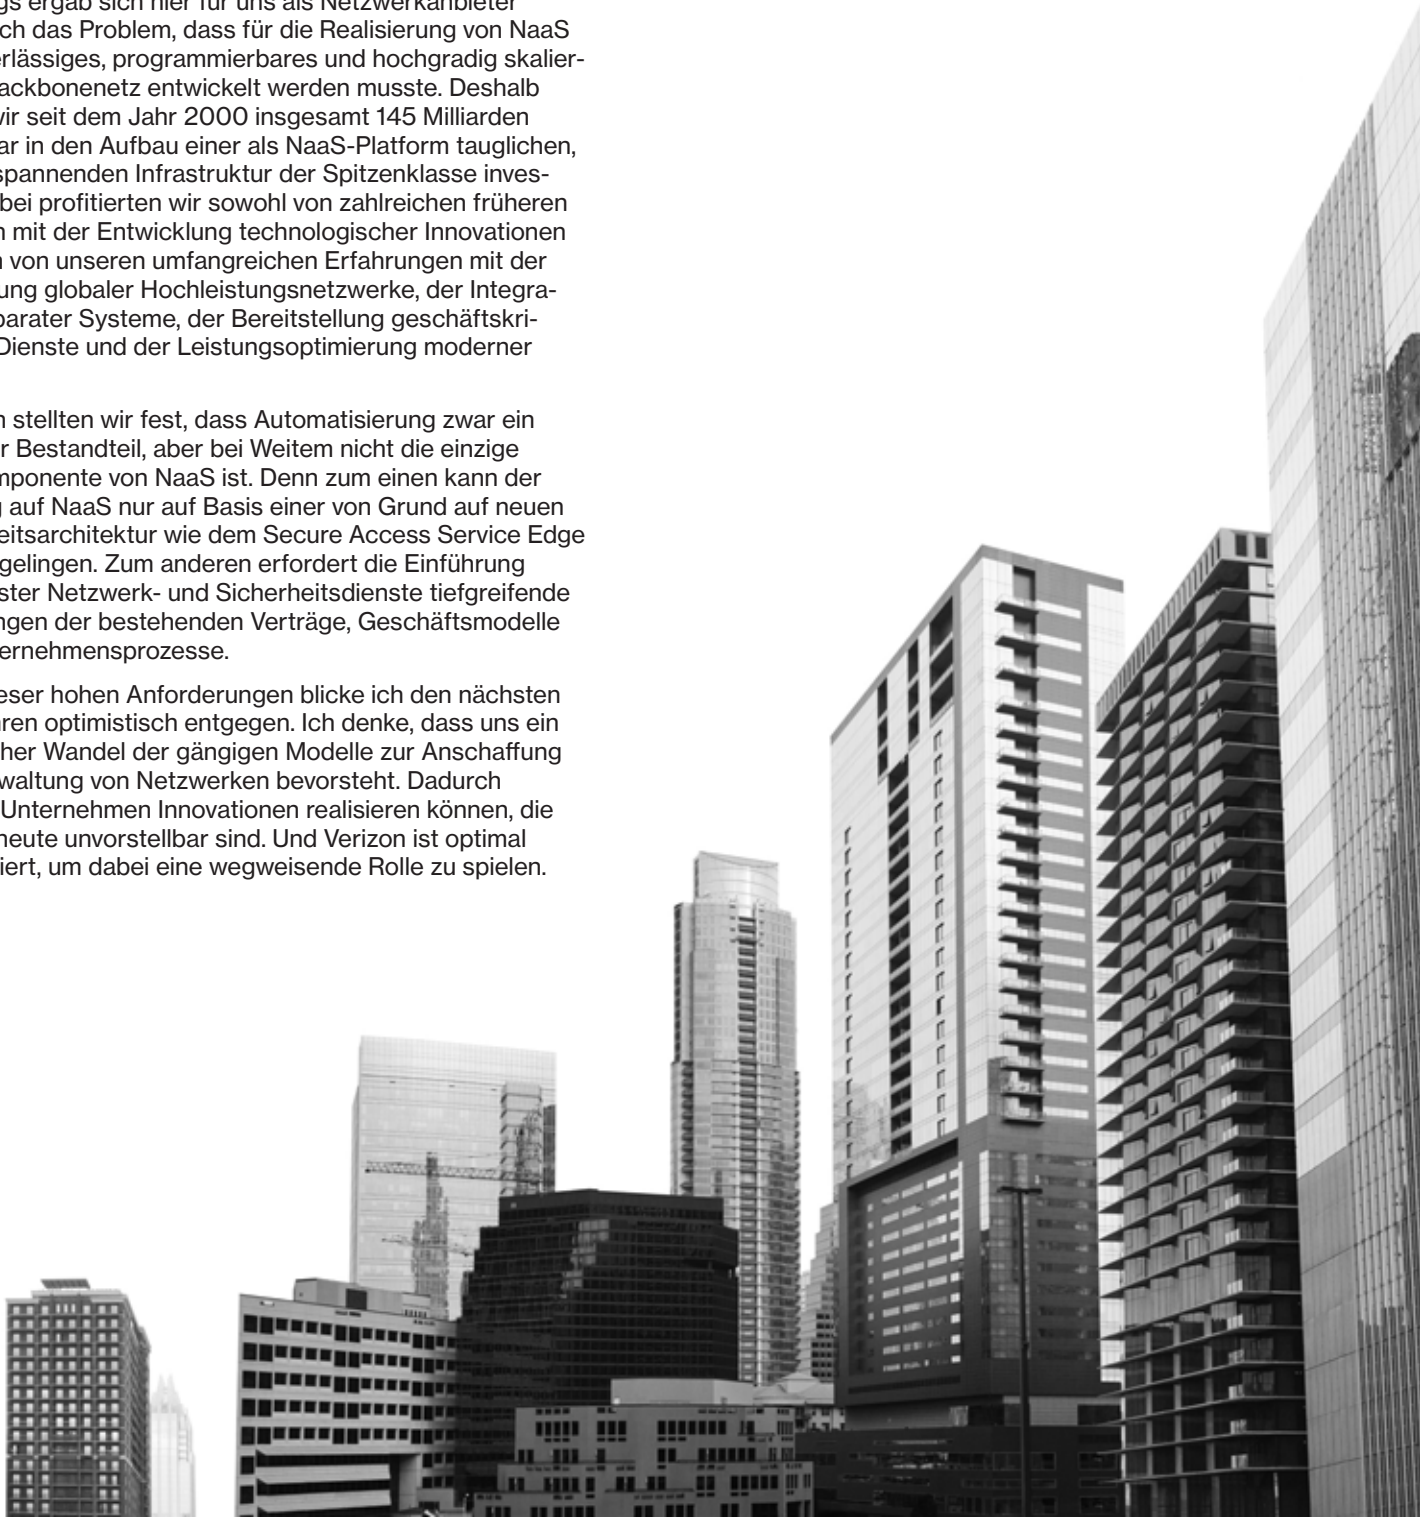 gs ergab sich hier für uns als Netzwerkanbieter
ch das Problem, dass für die Realisierung von NaaS
erlässiges, programmierbares und hochgradig skalier-
ackbonenetz entwickelt werden musste. Deshalb
wir seit dem Jahr 2000 insgesamt 145 Milliarden
ar in den Aufbau einer als NaaS-Platform tauglichen,
spannenden Infrastruktur der Spitzenklasse inves-
bei profitierten wir sowohl von zahlreichen früheren
n mit der Entwicklung technologischer Innovationen
n von unseren umfangreichen Erfahrungen mit der
ung globaler Hochleistungsnetzwerke, der Integra-
parater Systeme, der Bereitstellung geschäftskri-
Dienste und der Leistungsoptimierung moderner
n stellten wir fest, dass Automatisierung zwar ein
r Bestandteil, aber bei Weitem nicht die einzige
mponente von NaaS ist. Denn zum einen kann der
g auf NaaS nur auf Basis einer von Grund auf neuen
eitsarchitektur wie dem Secure Access Service Edge
gelingen. Zum anderen erfordert die Einführung
ster Netzwerk- und Sicherheitsdienste tiefgreifende
ngen der bestehenden Verträge, Geschäftsmodelle
ernehmensprozesse.
eser hohen Anforderungen blicke ich den nächsten
hren optimistisch entgegen. Ich denke, dass uns ein
cher Wandel der gängigen Modelle zur Anschaffung
waltung von Netzwerken bevorsteht. Dadurch
Unternehmen Innovationen realisieren können, die
heute unvorstellbar sind. Und Verizon ist optimal
iert, um dabei eine wegweisende Rolle zu spielen.